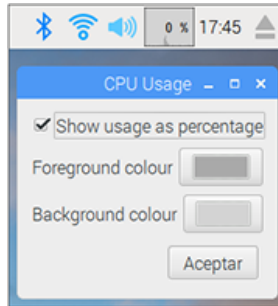 0 % 17:45
CPU Usage
Show usage as percentage
Foreground colour
Background colour
Aceptar